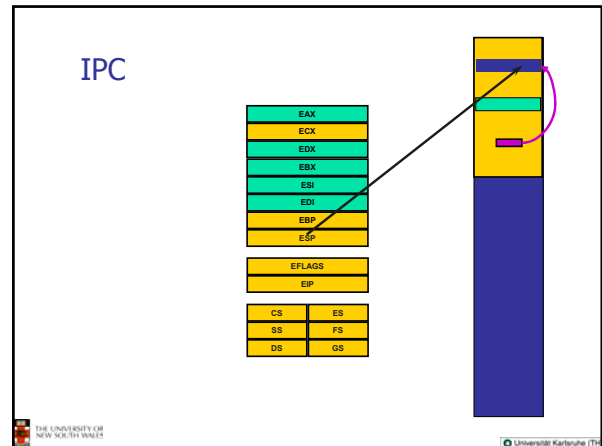 IPC
EAX
ECX
EDX
EBX
ESI
EDI
EBP
ESP
EFLAGS
EIP
CS ES
SS FS
DS GS
THE UNIVERSITY OF
NEW SOUTH WALES
Universität Karlsruhe (TH